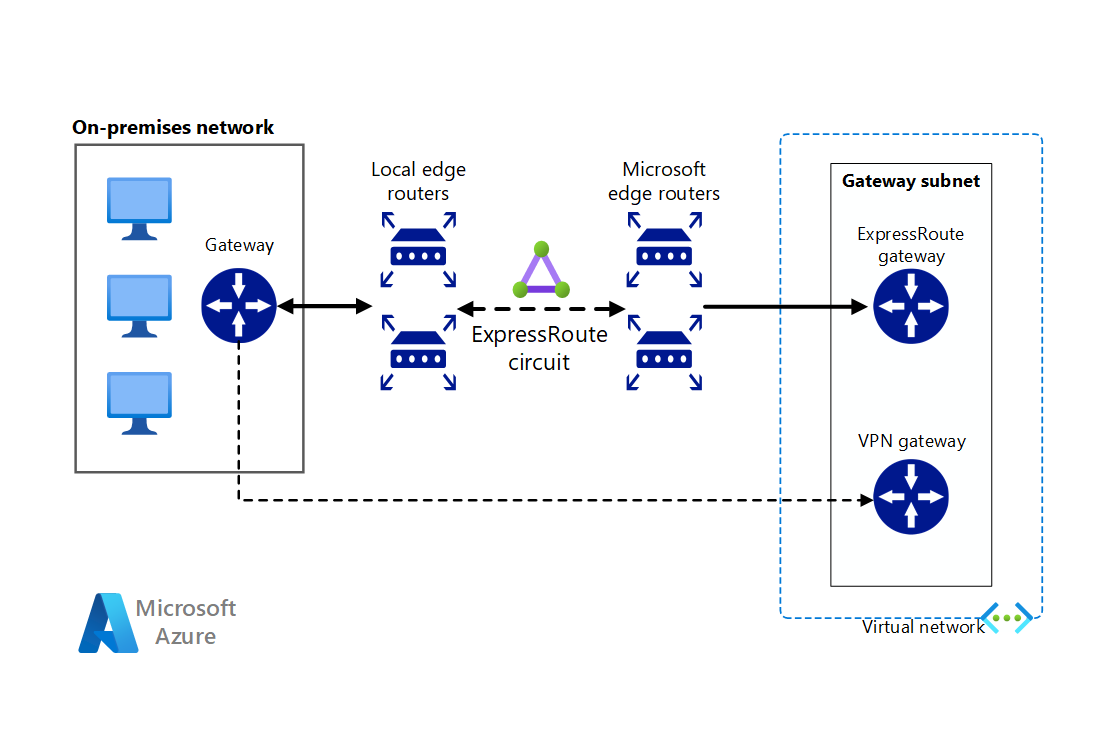 On-premises network
Gateway
Local edge
routers
ExpressRoute
circuit
Microsoft
edge routers
Gateway subnet
ExpressRoute
gateway
VPN gateway
Virtual network
Microsoft
Azure